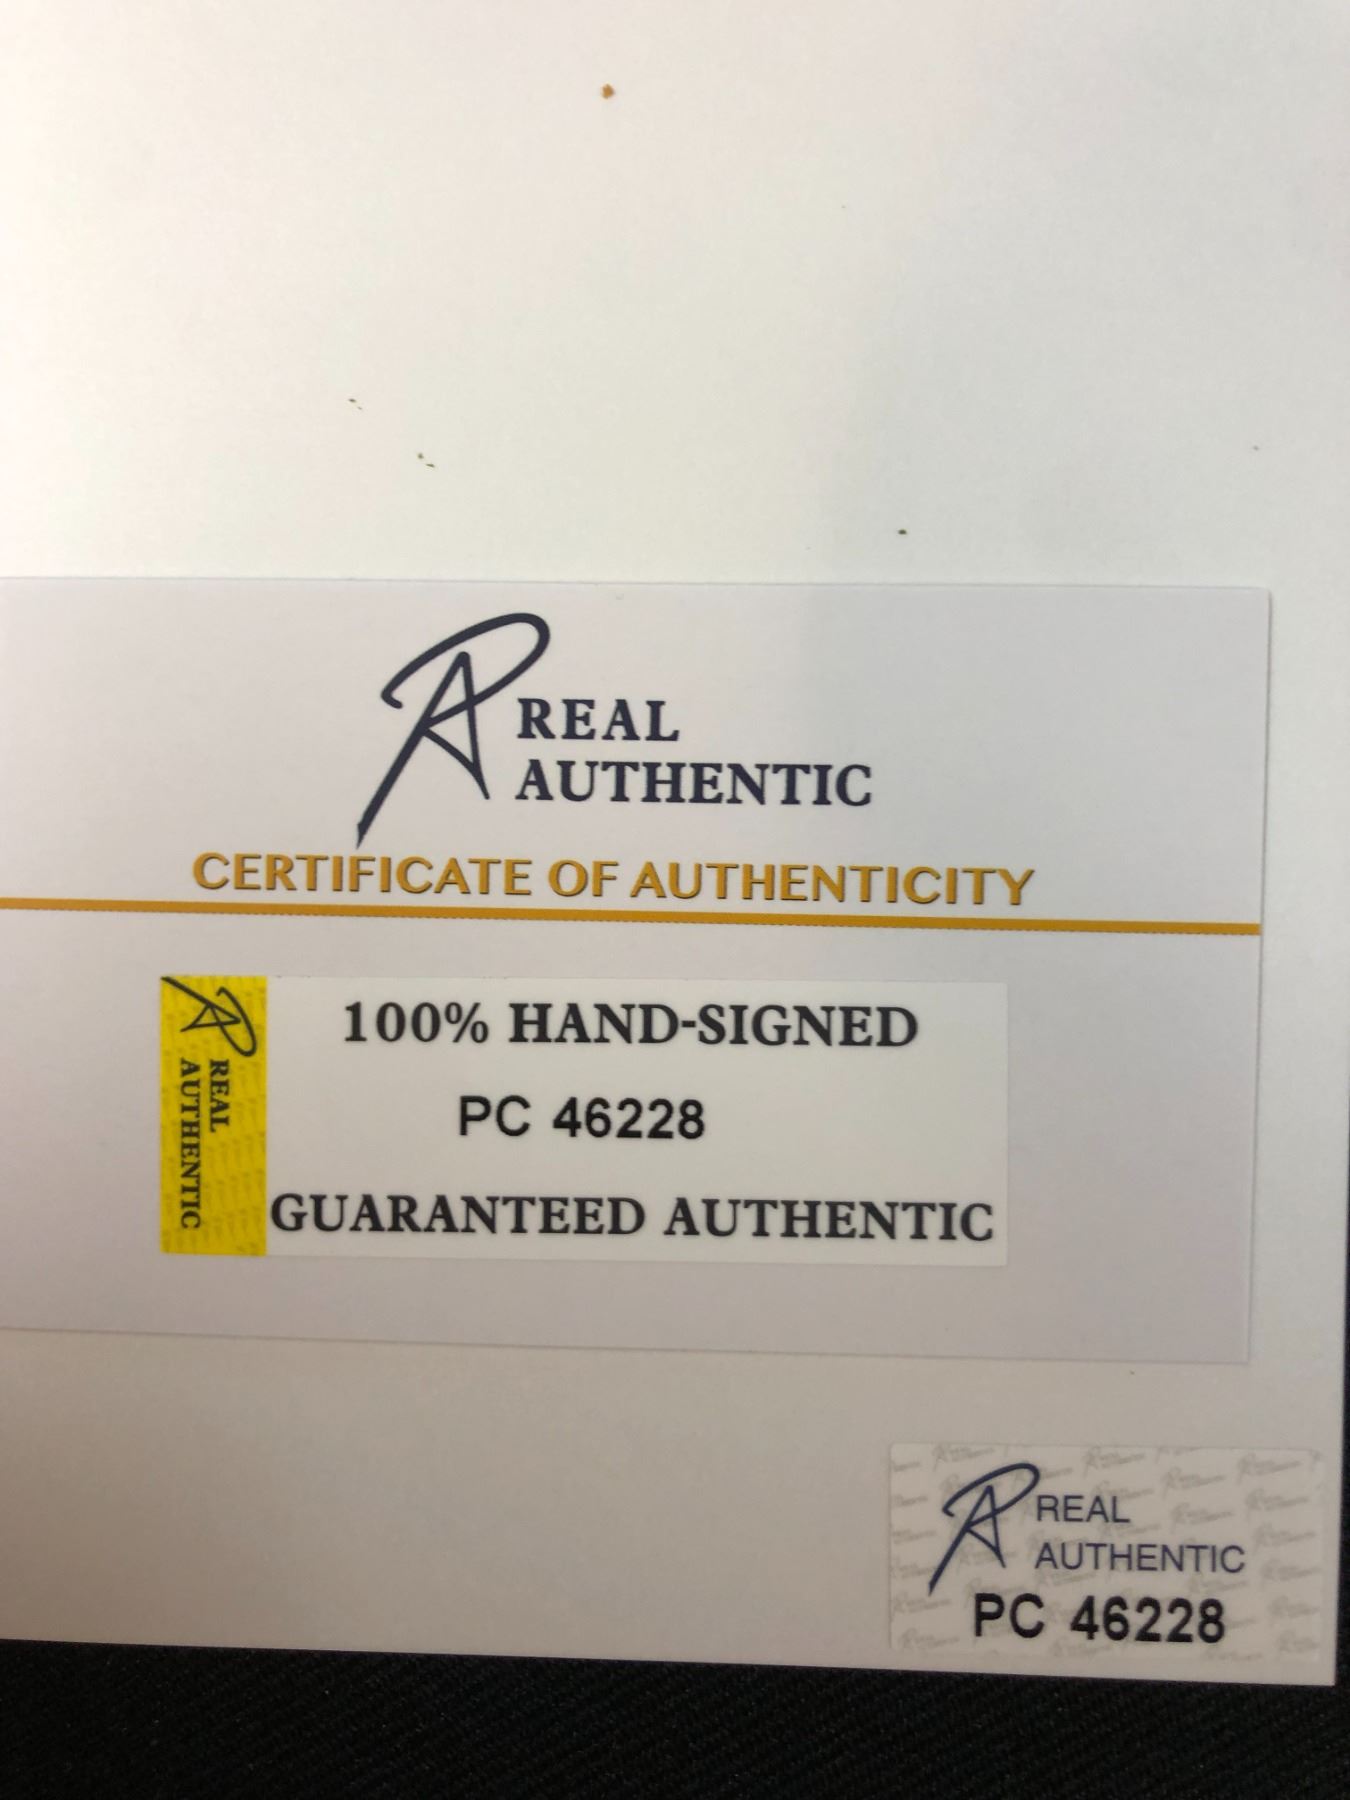 REAL
AUTHENTIC
CERTIFICATE OF AUTHENTICITY
REAL
AUTHENTIC
100% HAND-SIGNED
PC 46228
GUARANTEED AUTHENTIC
REAL
AUTHENTIC
PC 46228